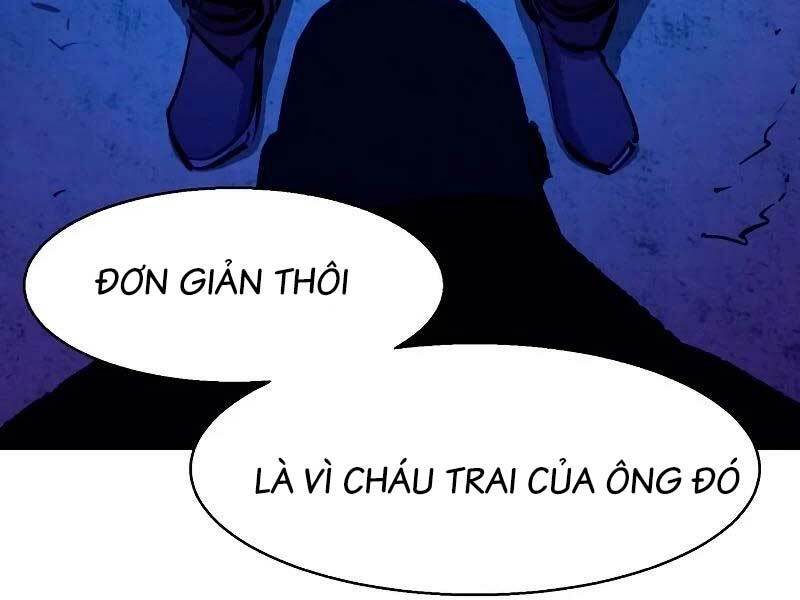 ĐƠN GIẢN THÔI
LÀ VÌ CHÁU TRAI CỦA ÔNG ĐÓ